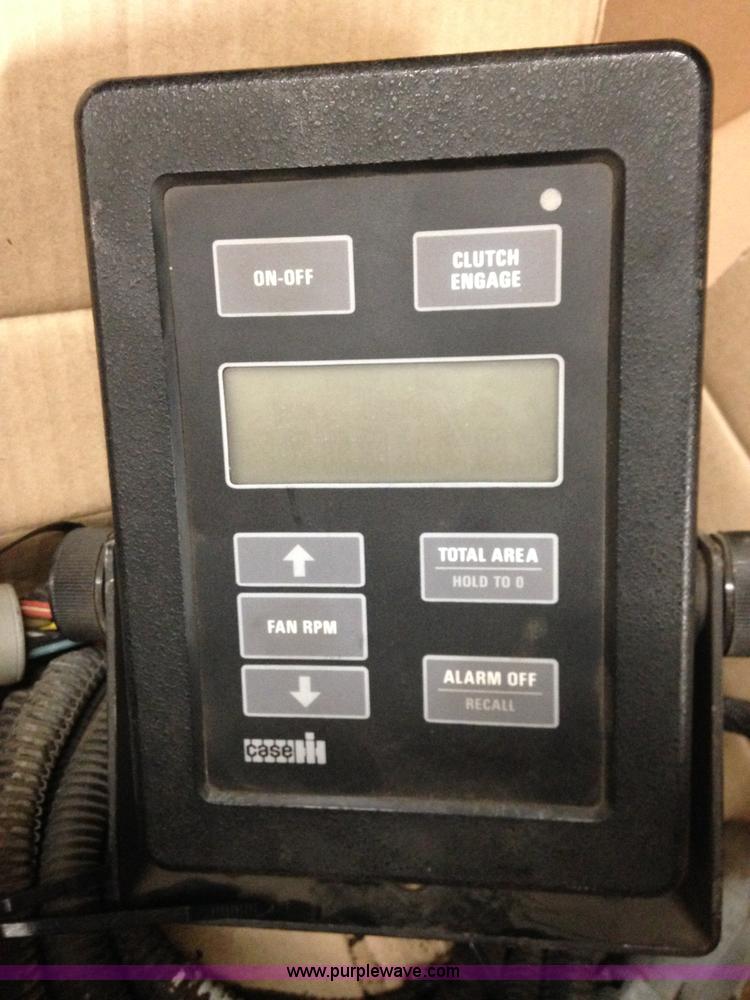 ON-OFF
CLUTCH
ENGAGE
TOTAL AREA
HOLD TO 0
FAN RPM
ALARM OFF
RECALL
case IH
www.purplewave.com